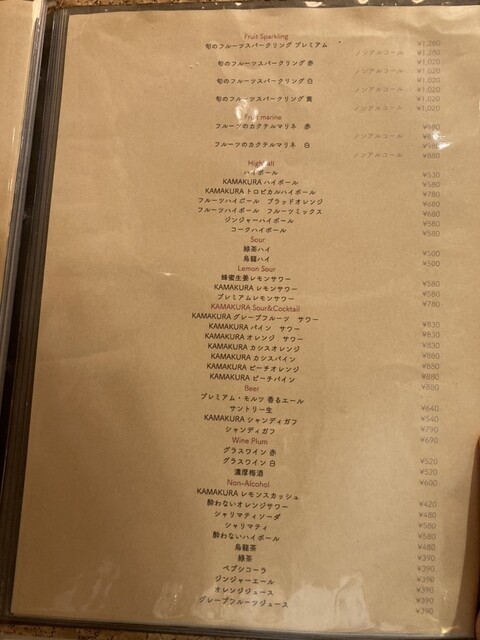 Fruit Sparkling
旬のフルーツスパークリング プレミアム ¥1,280
ノンアルコール ¥1,280
旬のフルーツスパークリング 赤 ¥1,020
ノンアルコール ¥1,020
旬のフルーツスパークリング 白 ¥1,020
ノンアルコール ¥1,020
旬のフルーツスパークリング 黄 ¥1,020
ノンアルコール ¥1,020
Fruit marine
フルーツのカクテルマリネ 赤 ¥980
ノンアルコール
フルーツのカクテルマリネ 白 ¥980
ノンアルコール ¥880
Highball
ハイボール ¥530
KAMAKURA ハイボール ¥580
KAMAKURA トロピカルハイボール ¥780
フルーツハイボール ブラッドオレンジ ¥680
フルーツハイボール フルーツミックス ¥680
ジンジャーハイボール ¥580
コークハイボール ¥580
Sour
緑茶ハイ ¥500
烏龍ハイ ¥500
Lemon Sour
蜂蜜生姜レモンサワー ¥580
KAMAKURA レモンサワー ¥580
プレミアムレモンサワー ¥780
KAMAKURA Sour&Cocktail
KAMAKURA グレープフルーツ サワー ¥830
KAMAKURA パイン サワー ¥830
KAMAKURA オレンジ サワー ¥830
KAMAKURA カシスオレンジ ¥880
KAMAKURA カシスパイン ¥880
KAMAKURA ピーチオレンジ ¥880
KAMAKURA ピーチパイン ¥880
Beer
プレミアム・モルツ 香るエール ¥640
サントリー生 ¥540
KAMAKURA シャンディガフ ¥790
シャンディガフ ¥690
Wine Plum
グラスワイン 赤 ¥520
グラスワイン 白 ¥520
濃厚梅酒 ¥600
Non-Alcohol
KAMAKURA レモンスカッシュ ¥420
酔わないオレンジサワー ¥480
シャリマティソーダ ¥580
シャリマティ ¥580
酔わないハイボール ¥480
烏龍茶 ¥390
緑茶 ¥390
ペプシコーラ ¥390
ジンジャーエール ¥390
オレンジジュース ¥390
グレープフルーツジュース ¥390